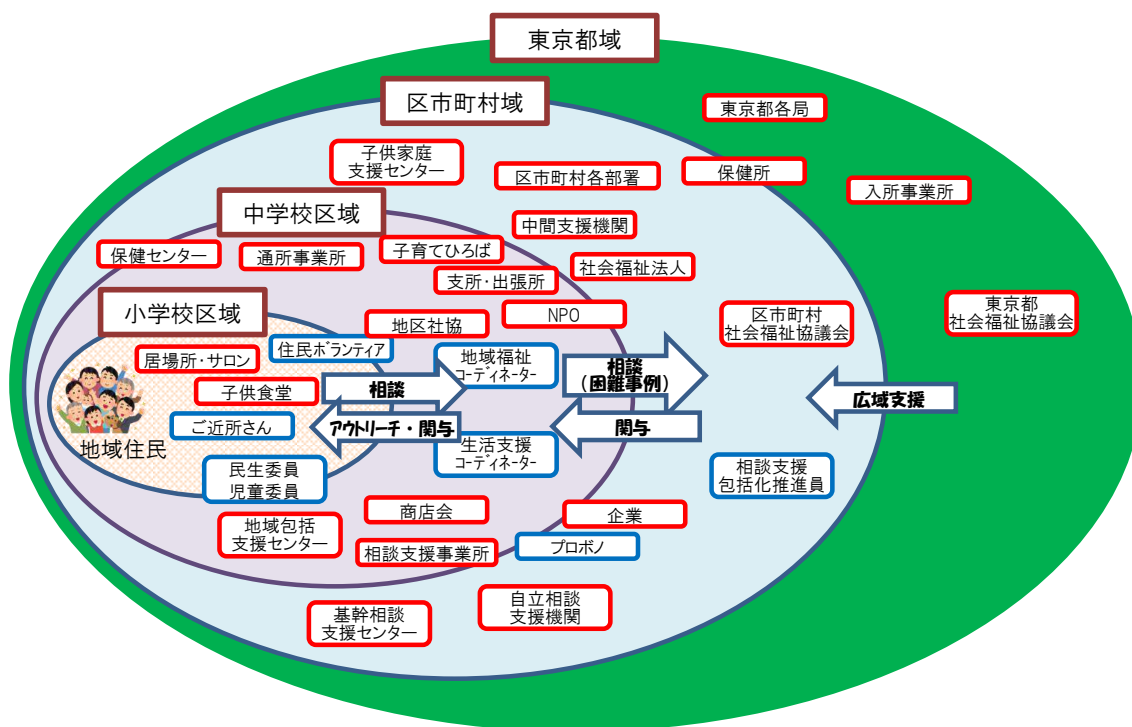 東京都域
区市町村域
東京都各局
子供家庭
支援センター
区市町村各部署
保健所
入所事業所
中学校区域
中間支援機関
保健センター
通所事業所
子育てひろば
社会福祉法人
支所・出張所
小学校区域
NPO
区市町村
社会福祉協議会
東京都
社会福祉協議会
地区社協
住民ボランティア
居場所・サロン
地域福祉
コーディネーター
相談
(困難事例)
子供食堂
相談
広域支援
ご近所さん
アウトリーチ・関与
関与
地域住民
生活支援
コーディネーター
民生委員
児童委員
相談支援
包括化推進員
商店会
企業
地域包括
支援センター
相談支援事業所
プロボノ
自立相談
支援機関
基幹相談
支援センター